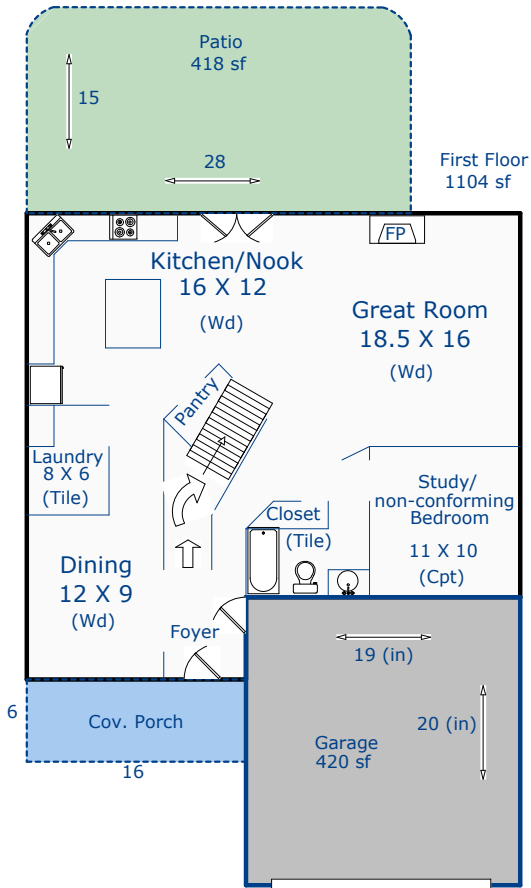 Patio
418 sf
15
28
First Floor
1104 sf
FP
Kitchen/Nook
16 X 12
(Wd)
Great Room
18.5 X 16
(Wd)
Pantry
Laundry
8 X 6
(Tile)
Study/
non-conforming
Bedroom
11 X 10
(Cpt)
Closet
(Tile)
Dining
12 X 9
(Wd)
Foyer
19 (in)
6
Cov. Porch
16
20 (in)
Garage
420 sf